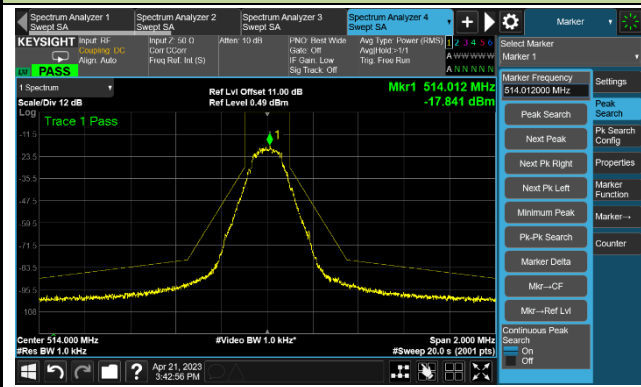 Spectrum Analyzer 1
Swept SA
Spectrum Analyzer 2
Swept SA
Spectrum Analyzer 3
Swept SA
Spectrum Analyzer 4
Swept SA
Marker
KEYSIGHT
Input: RF
Coupling: DC
Align: Auto
Input Z: 50 Ω
Corr CCorr
Freq Ref: Int (S)
Atten: 10 dB
PNO: Best Wide
Gate: Off
IF Gain: Low
Sig Track: Off
Avg Type: Power (RMS)
Avg|Hold:>1/1
Trig: Free Run
1 2 3 4 5 6
A W W W W W
A N N N N N
PASS
Select Marker
Marker 1
Marker Frequency
514.012000 MHz
Settings
Peak Search
Peak Search
Next Peak
Pk Search Config
Next Pk Right
Properties
Next Pk Left
Marker Function
Minimum Peak
Marker→
Pk-Pk Search
Counter
Marker Delta
Mkr→CF
Mkr→Ref Lvl
Continuous Peak Search
On
Off
1 Spectrum
Scale/Div 12 dB
Ref Lvl Offset 11.00 dB
Ref Level 0.49 dBm
Mkr1 514.012 MHz
-17.841 dBm
Log
Trace 1 Pass
1
-11.5
-23.5
-35.5
-47.5
-59.5
-71.5
-83.5
-95.5
-108
Center 514.000 MHz
#Res BW 1.0 kHz
#Video BW 1.0 kHz*
Span 2.000 MHz
#Sweep 20.0 s (2001 pts)
?
Apr 21, 2023
3:42:56 PM